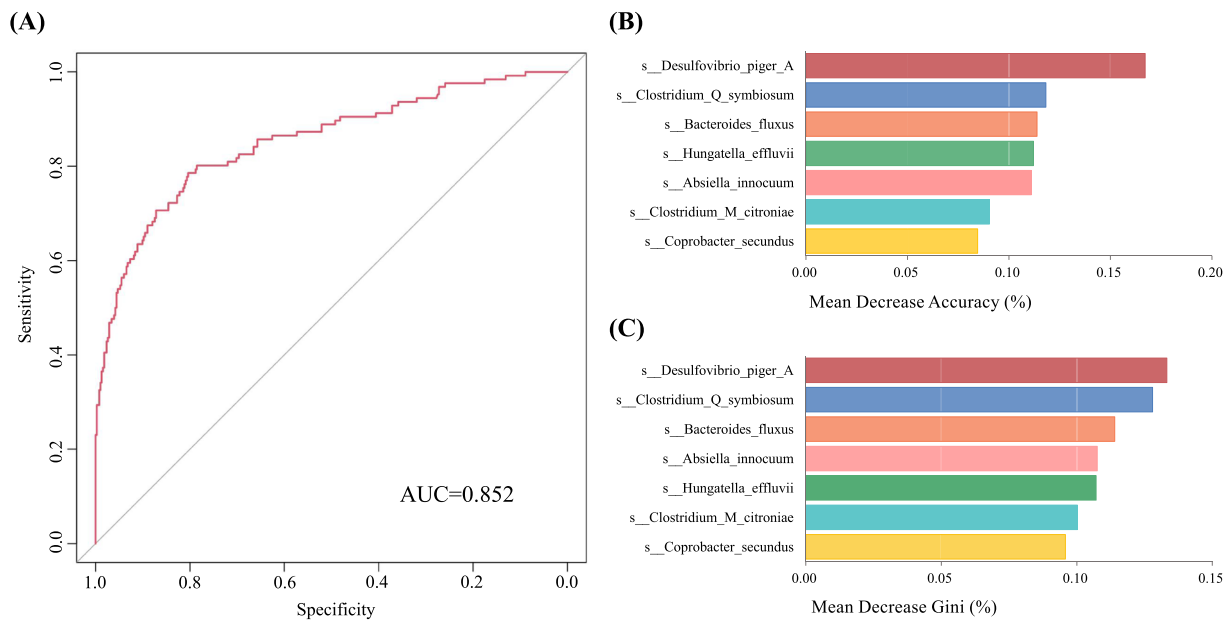 (A)
1.0
0.8
0.6
0.4
0.2
0.0
Sensitivity
AUC=0.852
1.0
0.8
0.6
0.4
0.2
0.0
Specificity
(B)
s__Desulfovibrio_piger_A
s__Clostridium_Q_symbiosum
s__Bacteroides_fluxus
s__Hungatella_effluvii
s__Absiella_innocuum
s__Clostridium_M_citroniae
s__Coprobacter_secundus
0.00
0.05
0.10
0.15
0.20
Mean Decrease Accuracy (%)
(C)
s__Desulfovibrio_piger_A
s__Clostridium_Q_symbiosum
s__Bacteroides_fluxus
s__Absiella_innocuum
s__Hungatella_effluvii
s__Clostridium_M_citroniae
s__Coprobacter_secundus
0.00
0.05
0.10
0.15
Mean Decrease Gini (%)